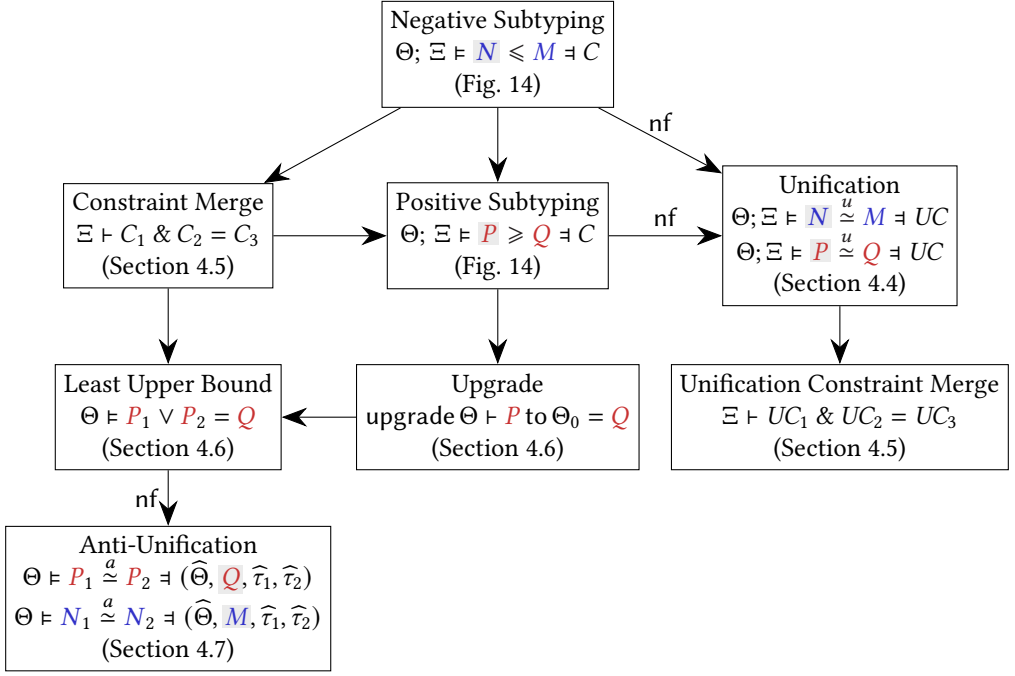 Negative Subtyping
Θ; Ξ ⊨ N ⩽ M ⫤ C
(Fig. 14)
nf
Constraint Merge
Ξ ⊢ C₁ & C₂ = C₃
(Section 4.5)
Positive Subtyping
Θ; Ξ ⊨ P ⩾ Q ⫤ C
(Fig. 14)
nf
Unification
Θ; Ξ ⊨ N ≃ᵘ M ⫤ UC
Θ; Ξ ⊨ P ≃ᵘ Q ⫤ UC
(Section 4.4)
Least Upper Bound
Θ ⊨ P₁ ∨ P₂ = Q
(Section 4.6)
Upgrade
upgrade Θ ⊢ P to Θ₀ = Q
(Section 4.6)
Unification Constraint Merge
Ξ ⊢ UC₁ & UC₂ = UC₃
(Section 4.5)
nf
Anti-Unification
Θ ⊨ P₁ ≃ᵃ P₂ ⫤ (Θ̂, Q, τ̂₁, τ̂₂)
Θ ⊨ N₁ ≃ᵃ N₂ ⫤ (Θ̂, M, τ̂₁, τ̂₂)
(Section 4.7)